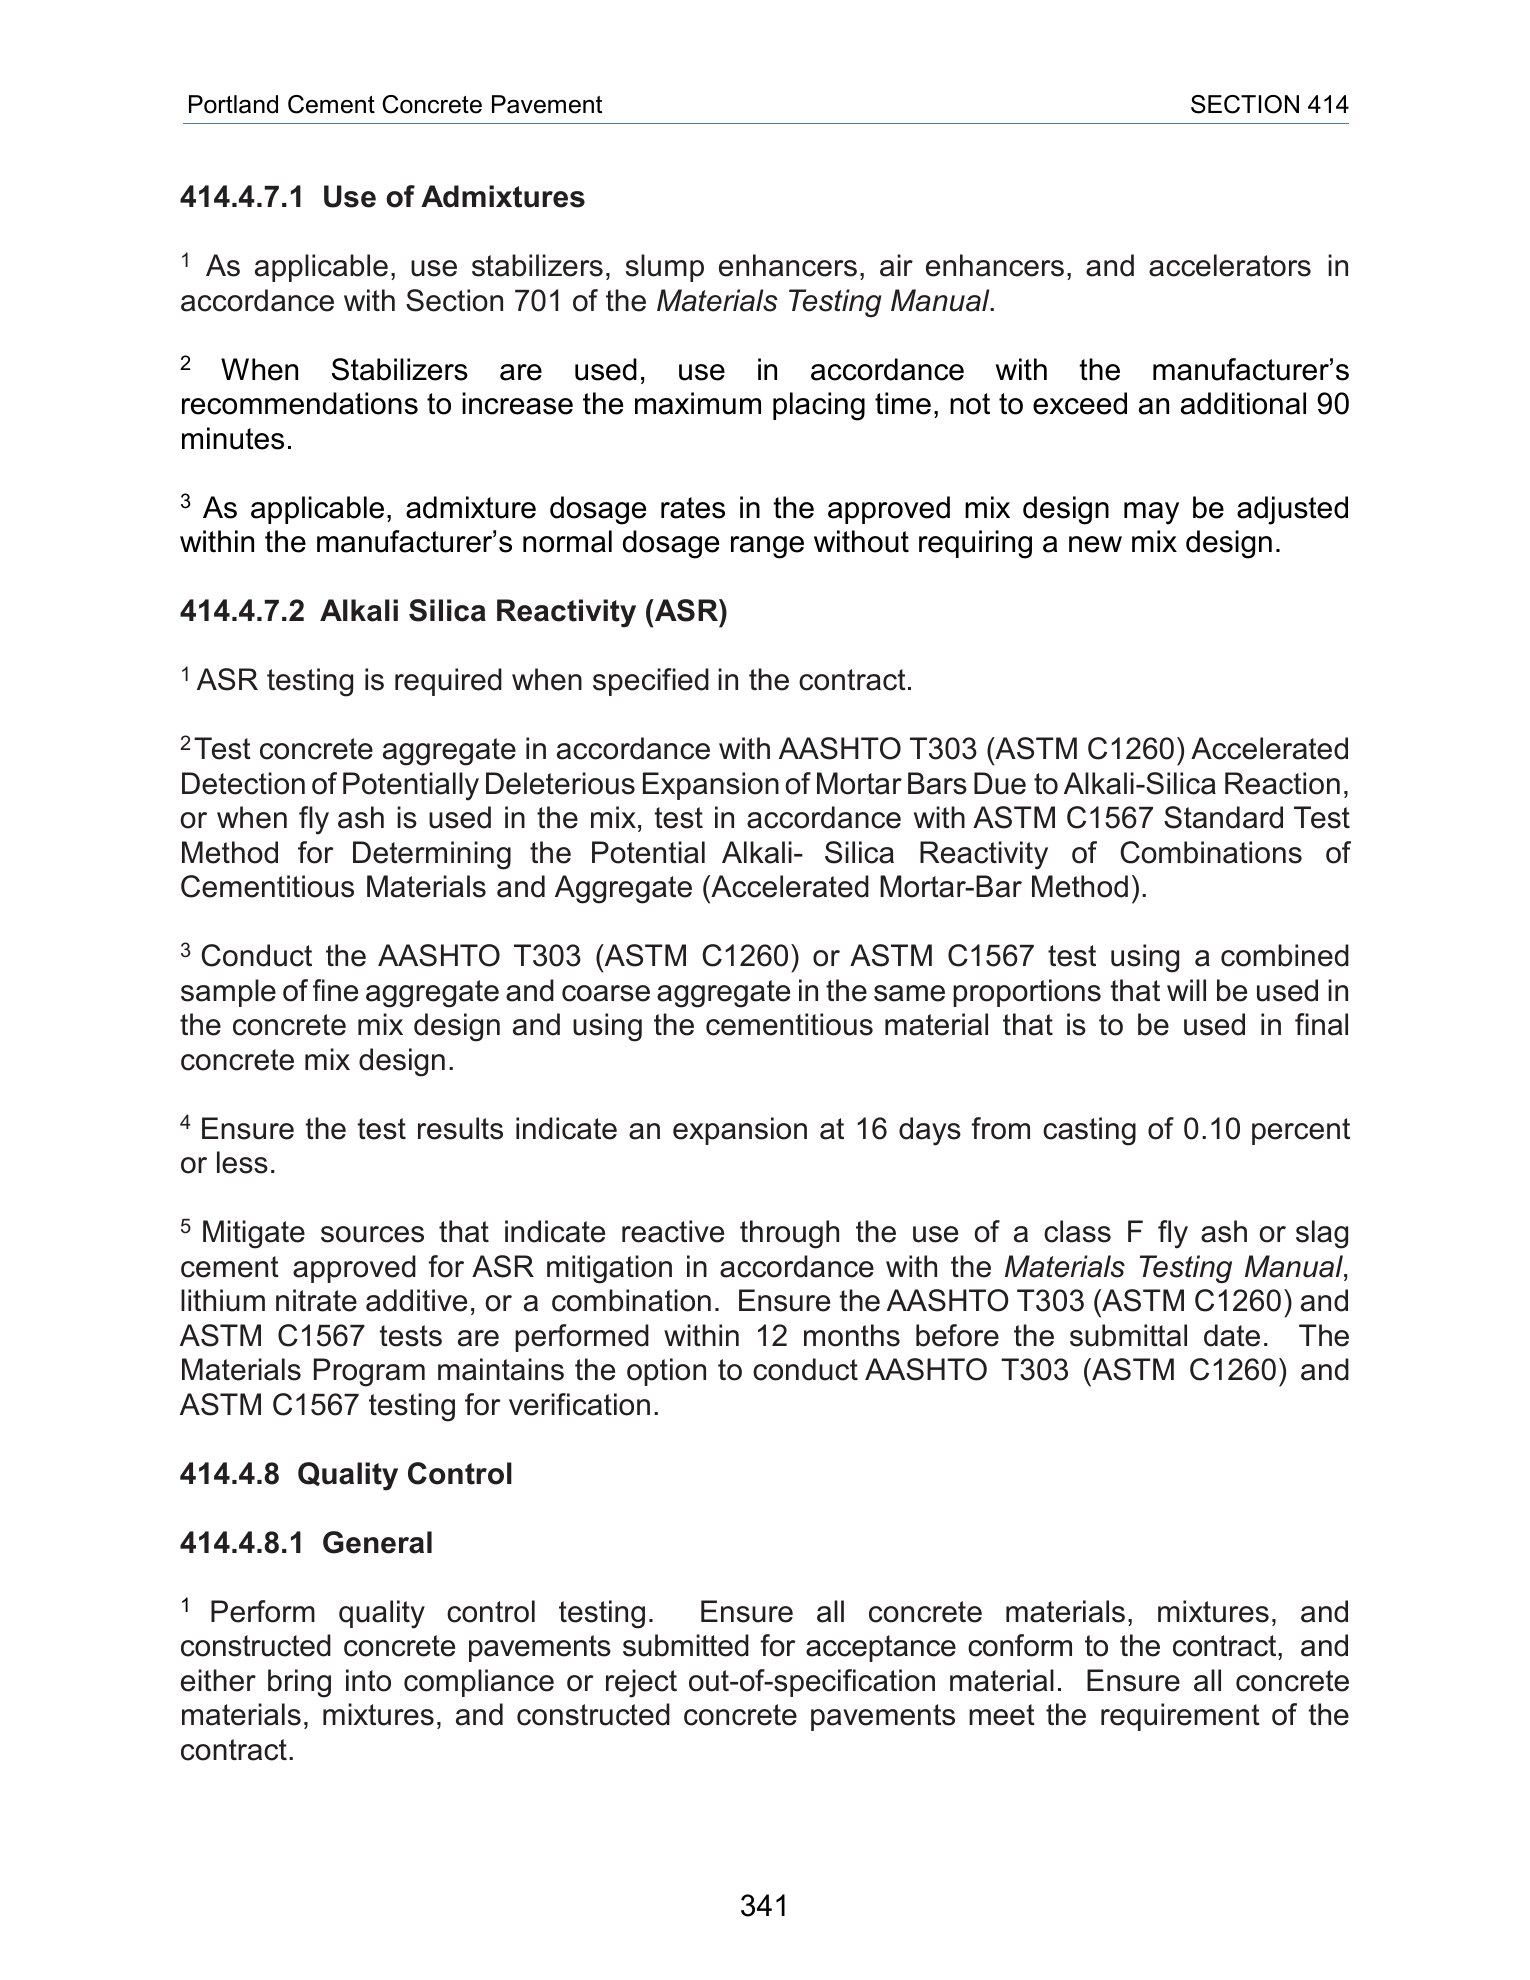 Portland Cement Concrete Pavement SECTION 414
414.4.7.1 Use of Admixtures
1 As applicable, use stabilizers, slump enhancers, air enhancers, and accelerators in
accordance with Section 701 of the Materials Testing Manual.
2 When Stabilizers are used, use in accordance with the manufacturer’s
recommendations to increase the maximum placing time, not to exceed an additional 90
minutes.
3 As applicable, admixture dosage rates in the approved mix design may be adjusted
within the manufacturer’s normal dosage range without requiring a new mix design.
414.4.7.2 Alkali Silica Reactivity (ASR)
1 ASR testing is required when specified in the contract.
2 Test concrete aggregate in accordance with AASHTO T303 (ASTM C1260) Accelerated
Detection of Potentially Deleterious Expansion of Mortar Bars Due to Alkali-Silica Reaction,
or when fly ash is used in the mix, test in accordance with ASTM C1567 Standard Test
Method for Determining the Potential Alkali- Silica Reactivity of Combinations of
Cementitious Materials and Aggregate (Accelerated Mortar-Bar Method).
3 Conduct the AASHTO T303 (ASTM C1260) or ASTM C1567 test using a combined
sample of fine aggregate and coarse aggregate in the same proportions that will be used in
the concrete mix design and using the cementitious material that is to be used in final
concrete mix design.
4 Ensure the test results indicate an expansion at 16 days from casting of 0.10 percent
or less.
5 Mitigate sources that indicate reactive through the use of a class F fly ash or slag
cement approved for ASR mitigation in accordance with the Materials Testing Manual,
lithium nitrate additive, or a combination. Ensure the AASHTO T303 (ASTM C1260) and
ASTM C1567 tests are performed within 12 months before the submittal date. The
Materials Program maintains the option to conduct AASHTO T303 (ASTM C1260) and
ASTM C1567 testing for verification.
414.4.8 Quality Control
414.4.8.1 General
1 Perform quality control testing. Ensure all concrete materials, mixtures, and
constructed concrete pavements submitted for acceptance conform to the contract, and
either bring into compliance or reject out-of-specification material. Ensure all concrete
materials, mixtures, and constructed concrete pavements meet the requirement of the
contract.
341